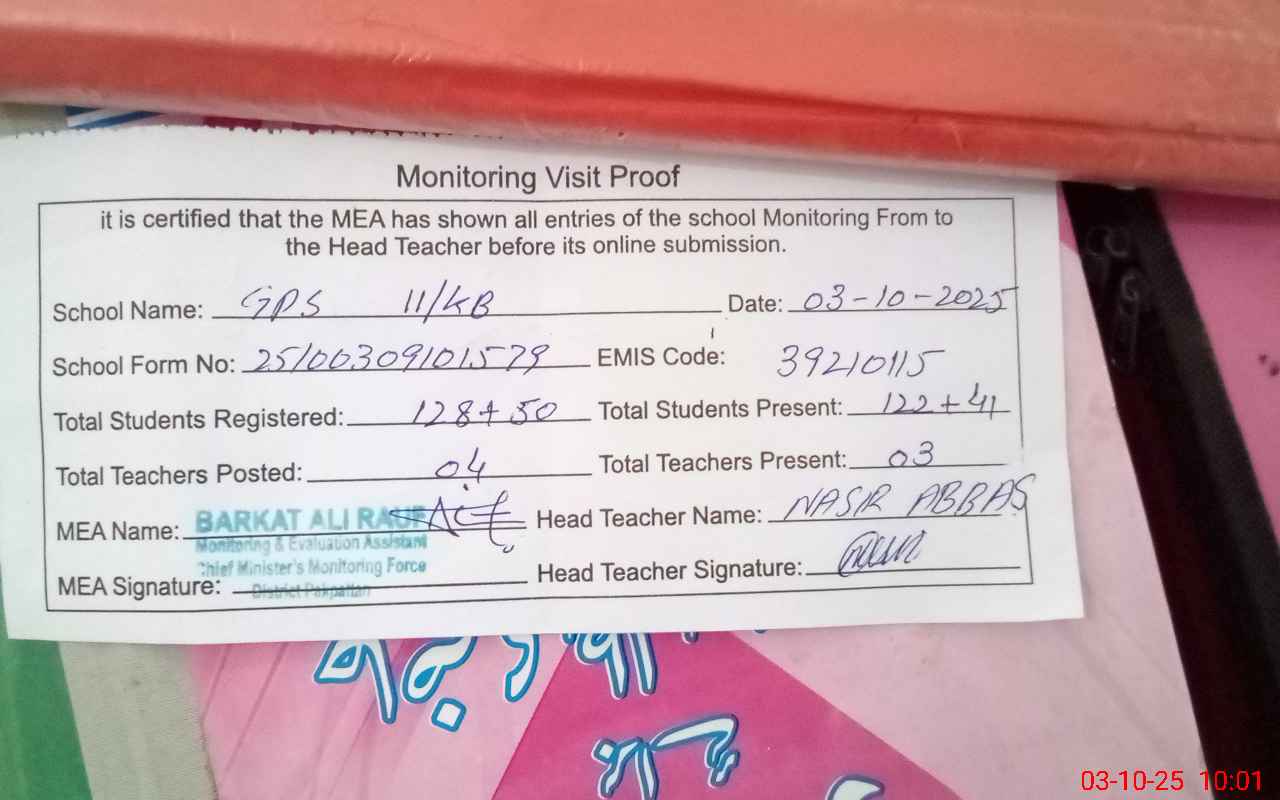 Monitoring Visit Proof
it is certified that the MEA has shown all entries of the school Monitoring From to
the Head Teacher before its online submission.
School Name: GPS 11/KB Date: 03-10-2025
School Form No: 25100309101579 EMIS Code: 39210115
Total Students Registered: 128+50 Total Students Present: 122+41
Total Teachers Posted: 04 Total Teachers Present: 03
MEA Name: BARKAT ALI RAUF Head Teacher Name: NASIR ABBAS
Monitoring & Evaluation Assistant
Chief Minister's Monitoring Force
MEA Signature: District Pakpattan Head Teacher Signature:
03-10-25 10:01